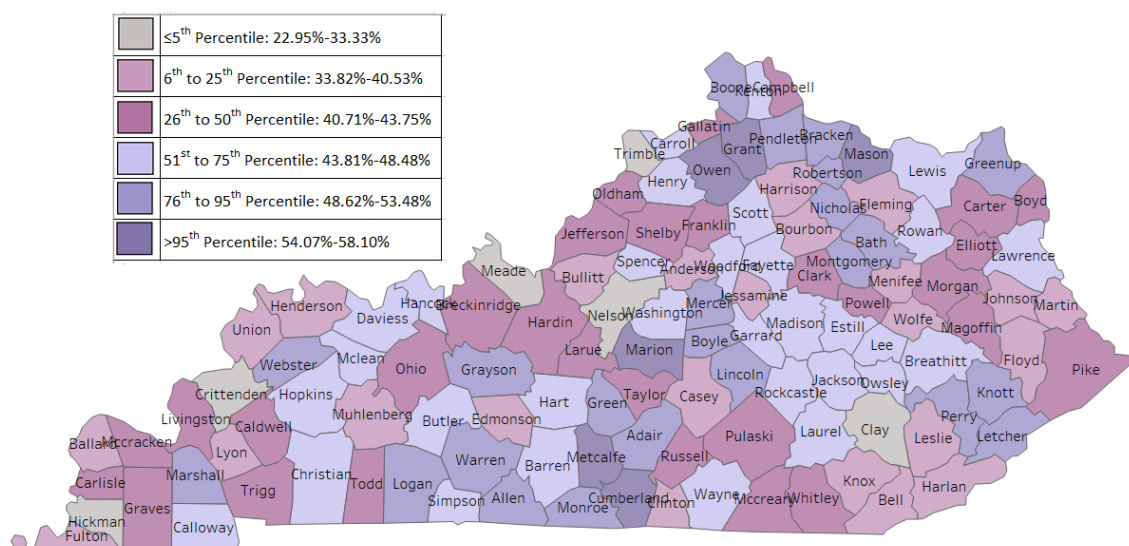 ≤5th Percentile: 22.95%-33.33%
6th to 25th Percentile: 33.82%-40.53%
26th to 50th Percentile: 40.71%-43.75%
51st to 75th Percentile: 43.81%-48.48%
76th to 95th Percentile: 48.62%-53.48%
>95th Percentile: 54.07%-58.10%
Boone
Kenton
Campbell
Gallatin
Carroll
Trimble
Grant
Pendleton
Bracken
Mason
Owen
Robertson
Lewis
Greenup
Henry
Harrison
Oldham
Nicholas
Fleming
Carter
Boyd
Scott
Jefferson
Shelby
Franklin
Bourbon
Rowan
Bath
Elliott
Lawrence
Spencer
Anderson
Woodford
Fayette
Clark
Montgomery
Meade
Bullitt
Menifee
Morgan
Johnson
Martin
Hancock
Breckinridge
Henderson
Daviess
Nelson
Washington
Mercer
Jessamine
Powell
Wolfe
Magoffin
Union
Hardin
Madison
Estill
Mclean
Larue
Marion
Boyle
Garrard
Lee
Breathitt
Floyd
Pike
Webster
Ohio
Grayson
Lincoln
Crittenden
Hopkins
Hart
Green
Taylor
Casey
Rockcastle
Jackson
Owsley
Knott
Livingston
Caldwell
Muhlenberg
Butler
Edmonson
Perry
Ballard
Mccracken
Lyon
Adair
Pulaski
Laurel
Clay
Leslie
Letcher
Marshall
Christian
Warren
Barren
Metcalfe
Russell
Carlisle
Trigg
Todd
Logan
Knox
Harlan
Graves
Simpson
Allen
Monroe
Cumberland
Clinton
Wayne
Mccreary
Whitley
Bell
Hickman
Calloway
Fulton